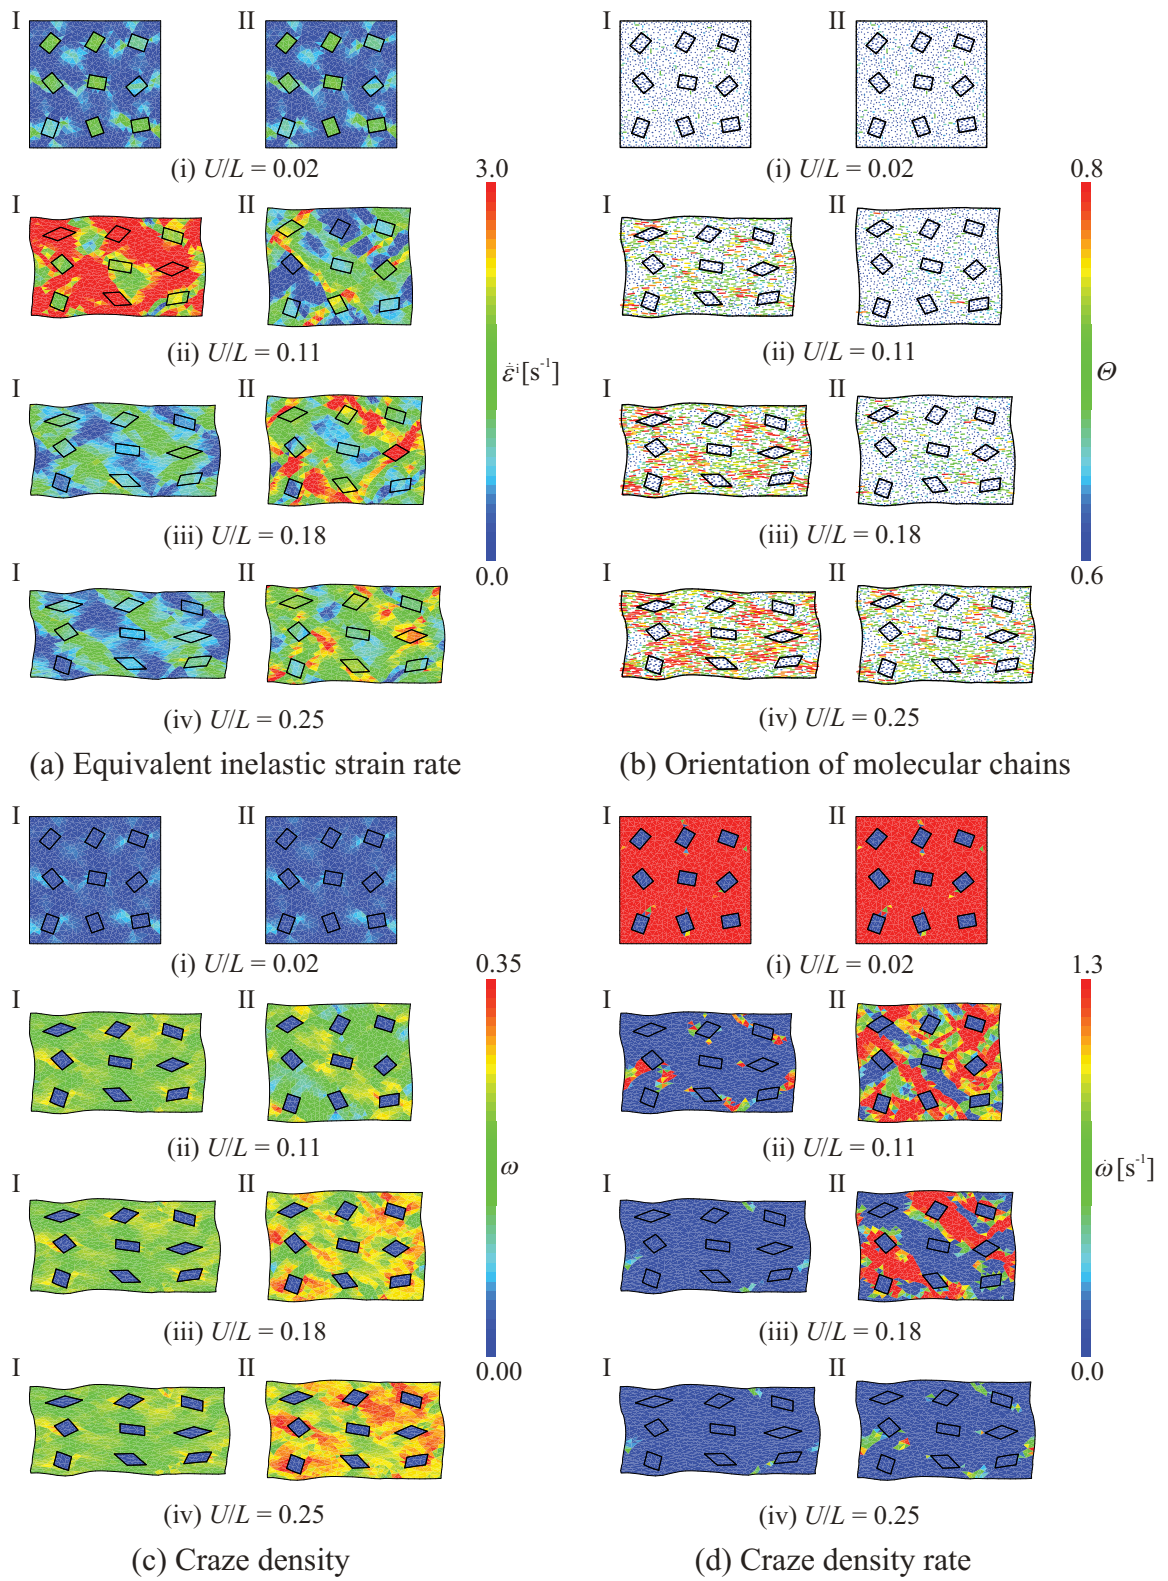 I II
(i) U/L = 0.02
3.0
I II
(ii) U/L = 0.11
ε̄̇ⁱ [s⁻¹]
I II
(iii) U/L = 0.18
0.0
I II
(iv) U/L = 0.25
(a) Equivalent inelastic strain rate
I II
(i) U/L = 0.02
0.8
I II
(ii) U/L = 0.11
Θ
I II
(iii) U/L = 0.18
0.6
I II
(iv) U/L = 0.25
(b) Orientation of molecular chains
I II
(i) U/L = 0.02
0.35
I II
(ii) U/L = 0.11
ω
I II
(iii) U/L = 0.18
0.00
I II
(iv) U/L = 0.25
(c) Craze density
I II
(i) U/L = 0.02
1.3
I II
(ii) U/L = 0.11
ω̇ [s⁻¹]
I II
(iii) U/L = 0.18
0.0
I II
(iv) U/L = 0.25
(d) Craze density rate